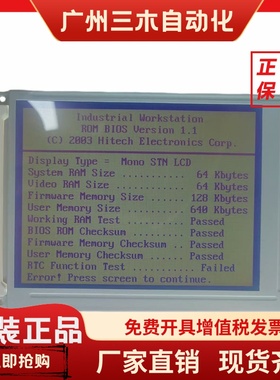 广州三木自动化
正
保
Industrial Workstation
ROM BIOS Version 1.1
(C) 2003 Hitech Electronics Corp.
Display Type = Mono STN LCD
System RAM Size .......... 64 Kbytes
Video RAM Size ........... 64 Kbytes
Firmware Memory Size ..... 128 Kbytes
User Memory Size ......... 640 Kbytes
Working RAM Test ......... Passed
BIOS ROM Checksum .. Passed
Firmware Memory Checksum .. Passed
User Memory Checksum .. Passed
RTC Function Test ........ Failed
Error! Press screen to continue.
装正品
免费开具增值税发票
立即抢购
厂家直销 现货